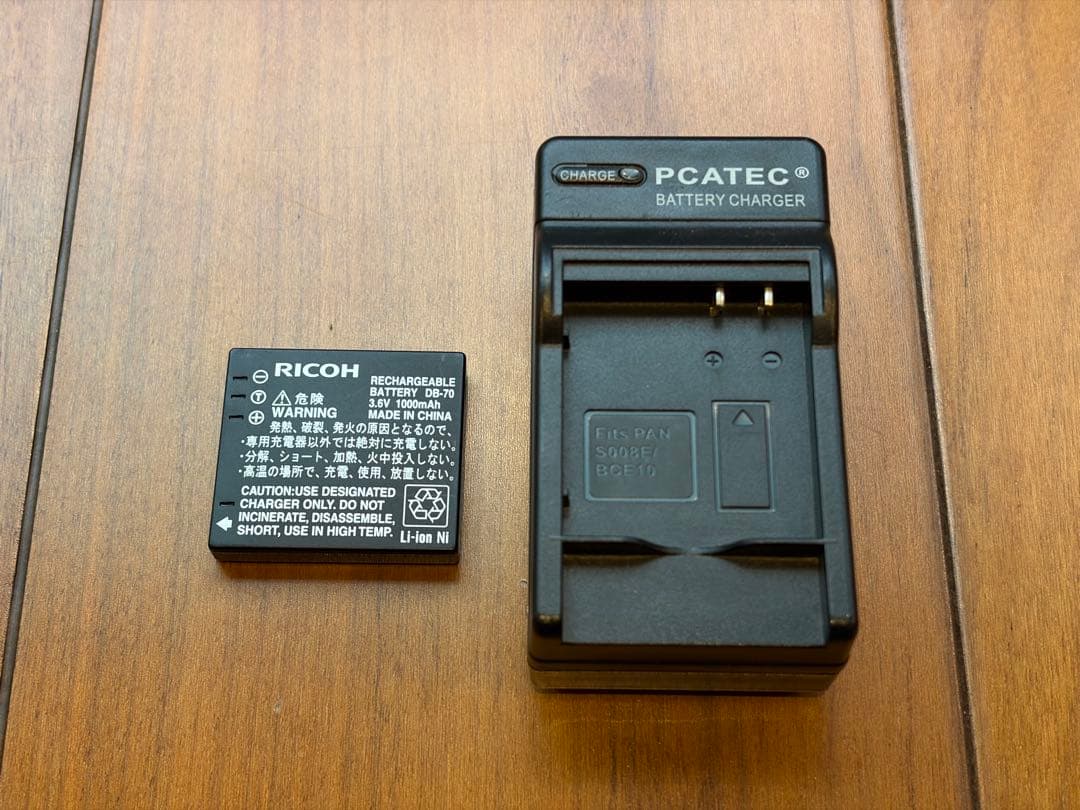 RICOH
RECHARGEABLE
BATTERY DB-70
3.6V 1000mAh
MADE IN CHINA
⊖
Ⓣ
⊕
⚠危険
WARNING
発熱、破裂、発火の原因となるので、
・専用充電器以外では絶対に充電しない。
・分解、ショート、加熱、火中投入しない。
・高温の場所で、充電、使用、放置しない。
CAUTION:USE DESIGNATED
CHARGER ONLY. DO NOT
INCINERATE, DISASSEMBLE,
SHORT, USE IN HIGH TEMP.
Li-ion Ni
CHARGE
PCATEC®
BATTERY CHARGER
⊕ ⊖
Fits PAN
S008E/
BCE10